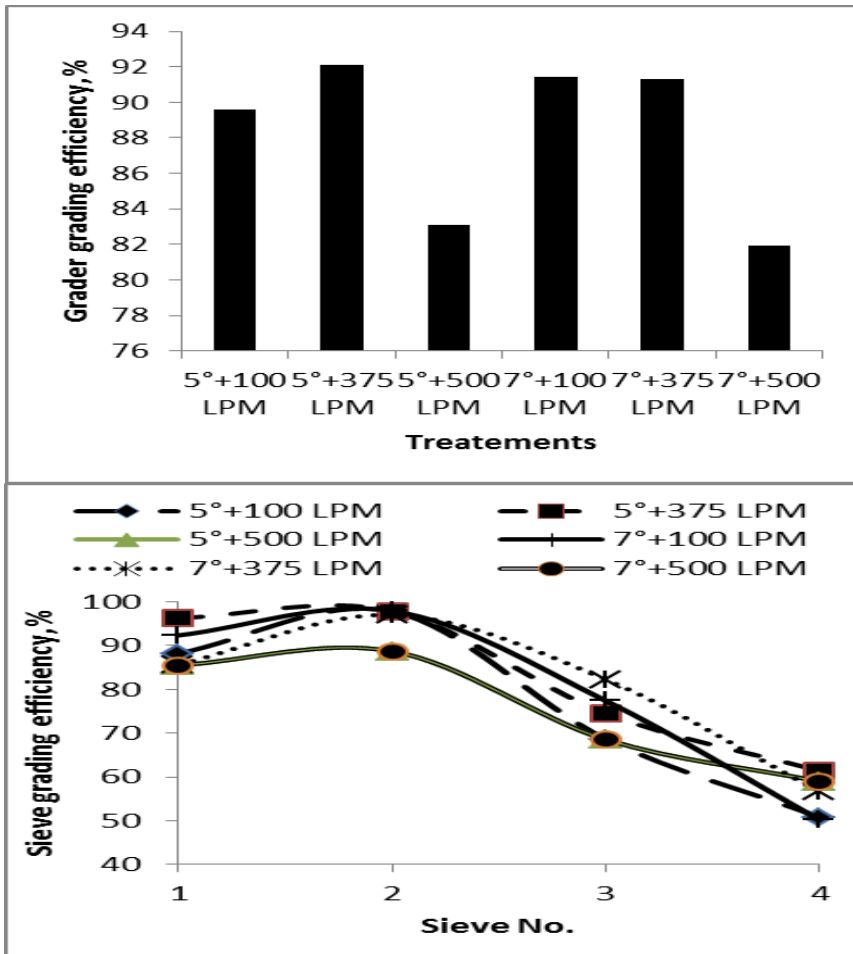 Grader grading efficiency,%
94
92
90
88
86
84
82
80
78
76
5°+100 5°+375 5°+500 7°+100 7°+375 7°+500
LPM LPM LPM LPM LPM LPM
Treatements
5°+100 LPM 5°+375 LPM
5°+500 LPM 7°+100 LPM
7°+375 LPM 7°+500 LPM
Sieve grading efficiency,%
100
90
80
70
60
50
40
1 2 3 4
Sieve No.